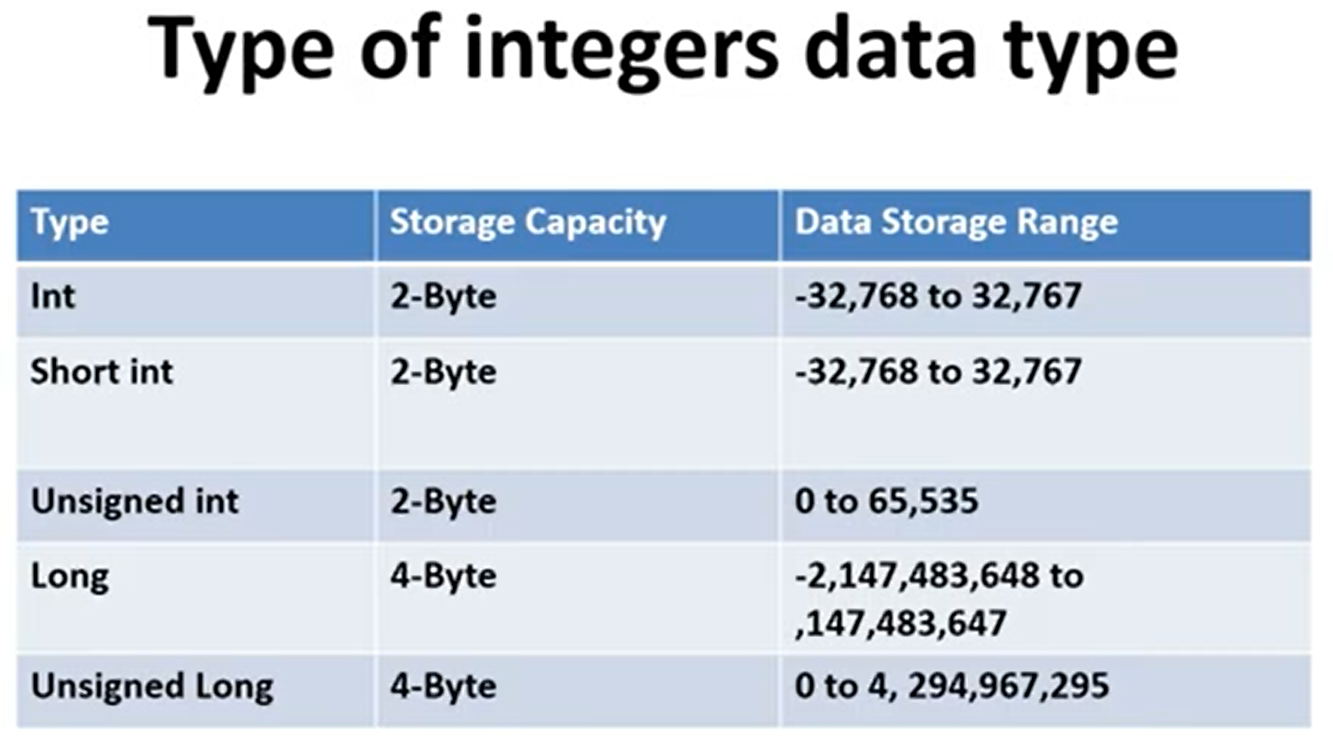 Type of integers data type
Type Storage Capacity Data Storage Range
Int 2-Byte -32,768 to 32,767
Short int 2-Byte -32,768 to 32,767
Unsigned int 2-Byte 0 to 65,535
Long 4-Byte -2,147,483,648 to
,147,483,647
Unsigned Long 4-Byte 0 to 4, 294,967,295